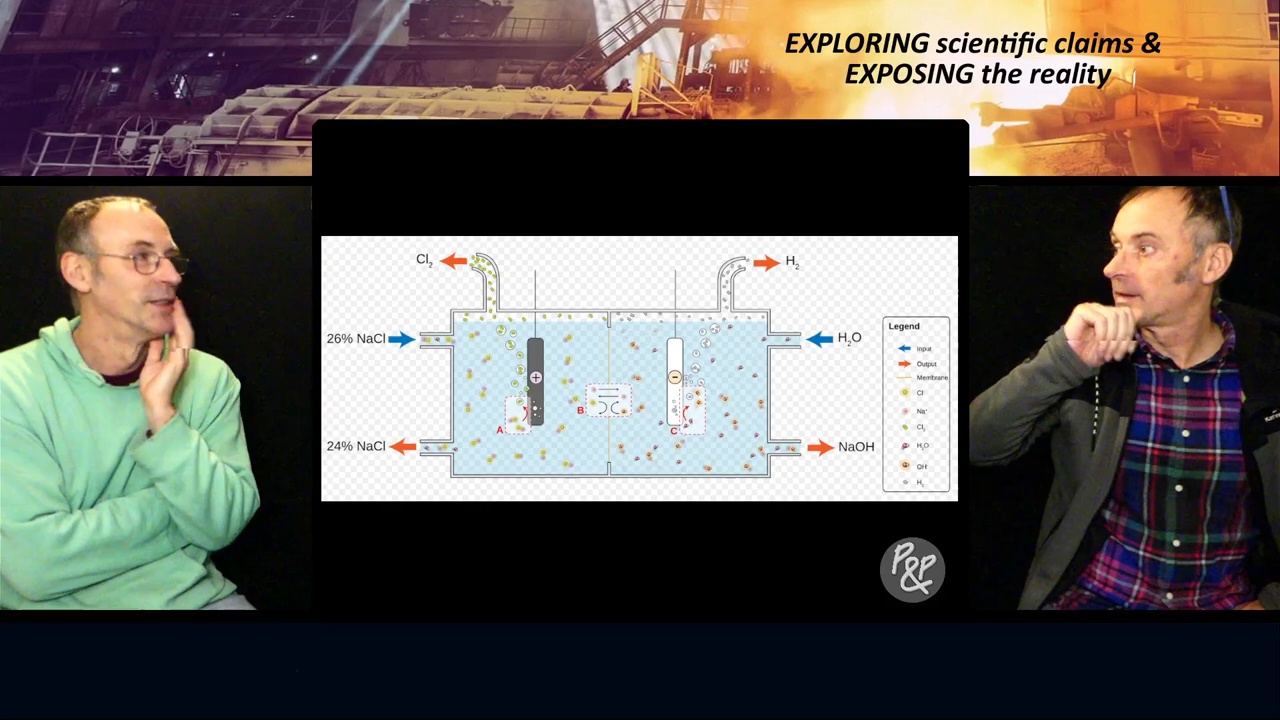 EXPLORING scientific claims &
EXPOSING the reality
Cl₂
H₂
26% NaCl
H₂O
24% NaCl
NaOH
+
−
A
B
C
Legend
Input
Output
Membrane
Cl⁻
Na⁺
Cl₂
H₂O
OH⁻
H₂
P&P